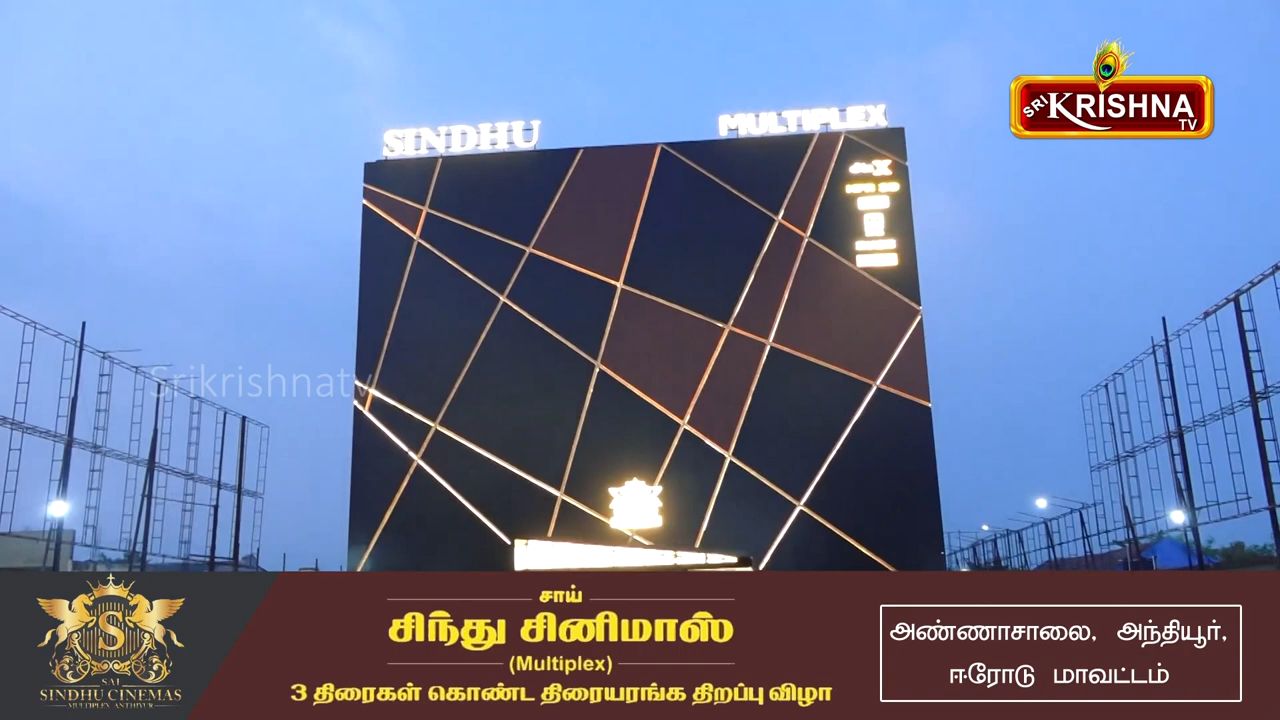 SRI KRISHNA TV
SINDHU MULTIPLEX
Srikrishnatv
சாய்
சிந்து சினிமாஸ்
(Multiplex)
3 திரைகள் கொண்ட திரையரங்க திறப்பு விழா
அண்ணாசாலை, அந்தியூர்,
ஈரோடு மாவட்டம்
S
SAI
SINDHU CINEMAS
MULTIPLEX ANTHIYUR